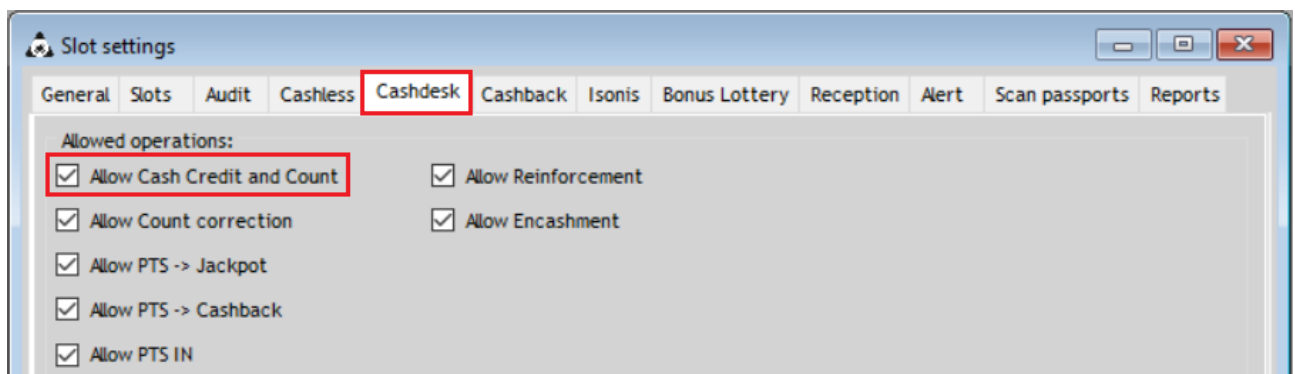 Slot settings
General Slots Audit Cashless Cashdesk Cashback Isonis Bonus Lottery Reception Alert Scan passports Reports
Allowed operations:
Allow Cash Credit and Count Allow Reinforcement
Allow Count correction Allow Encashment
Allow PTS -> Jackpot
Allow PTS -> Cashback
Allow PTS IN